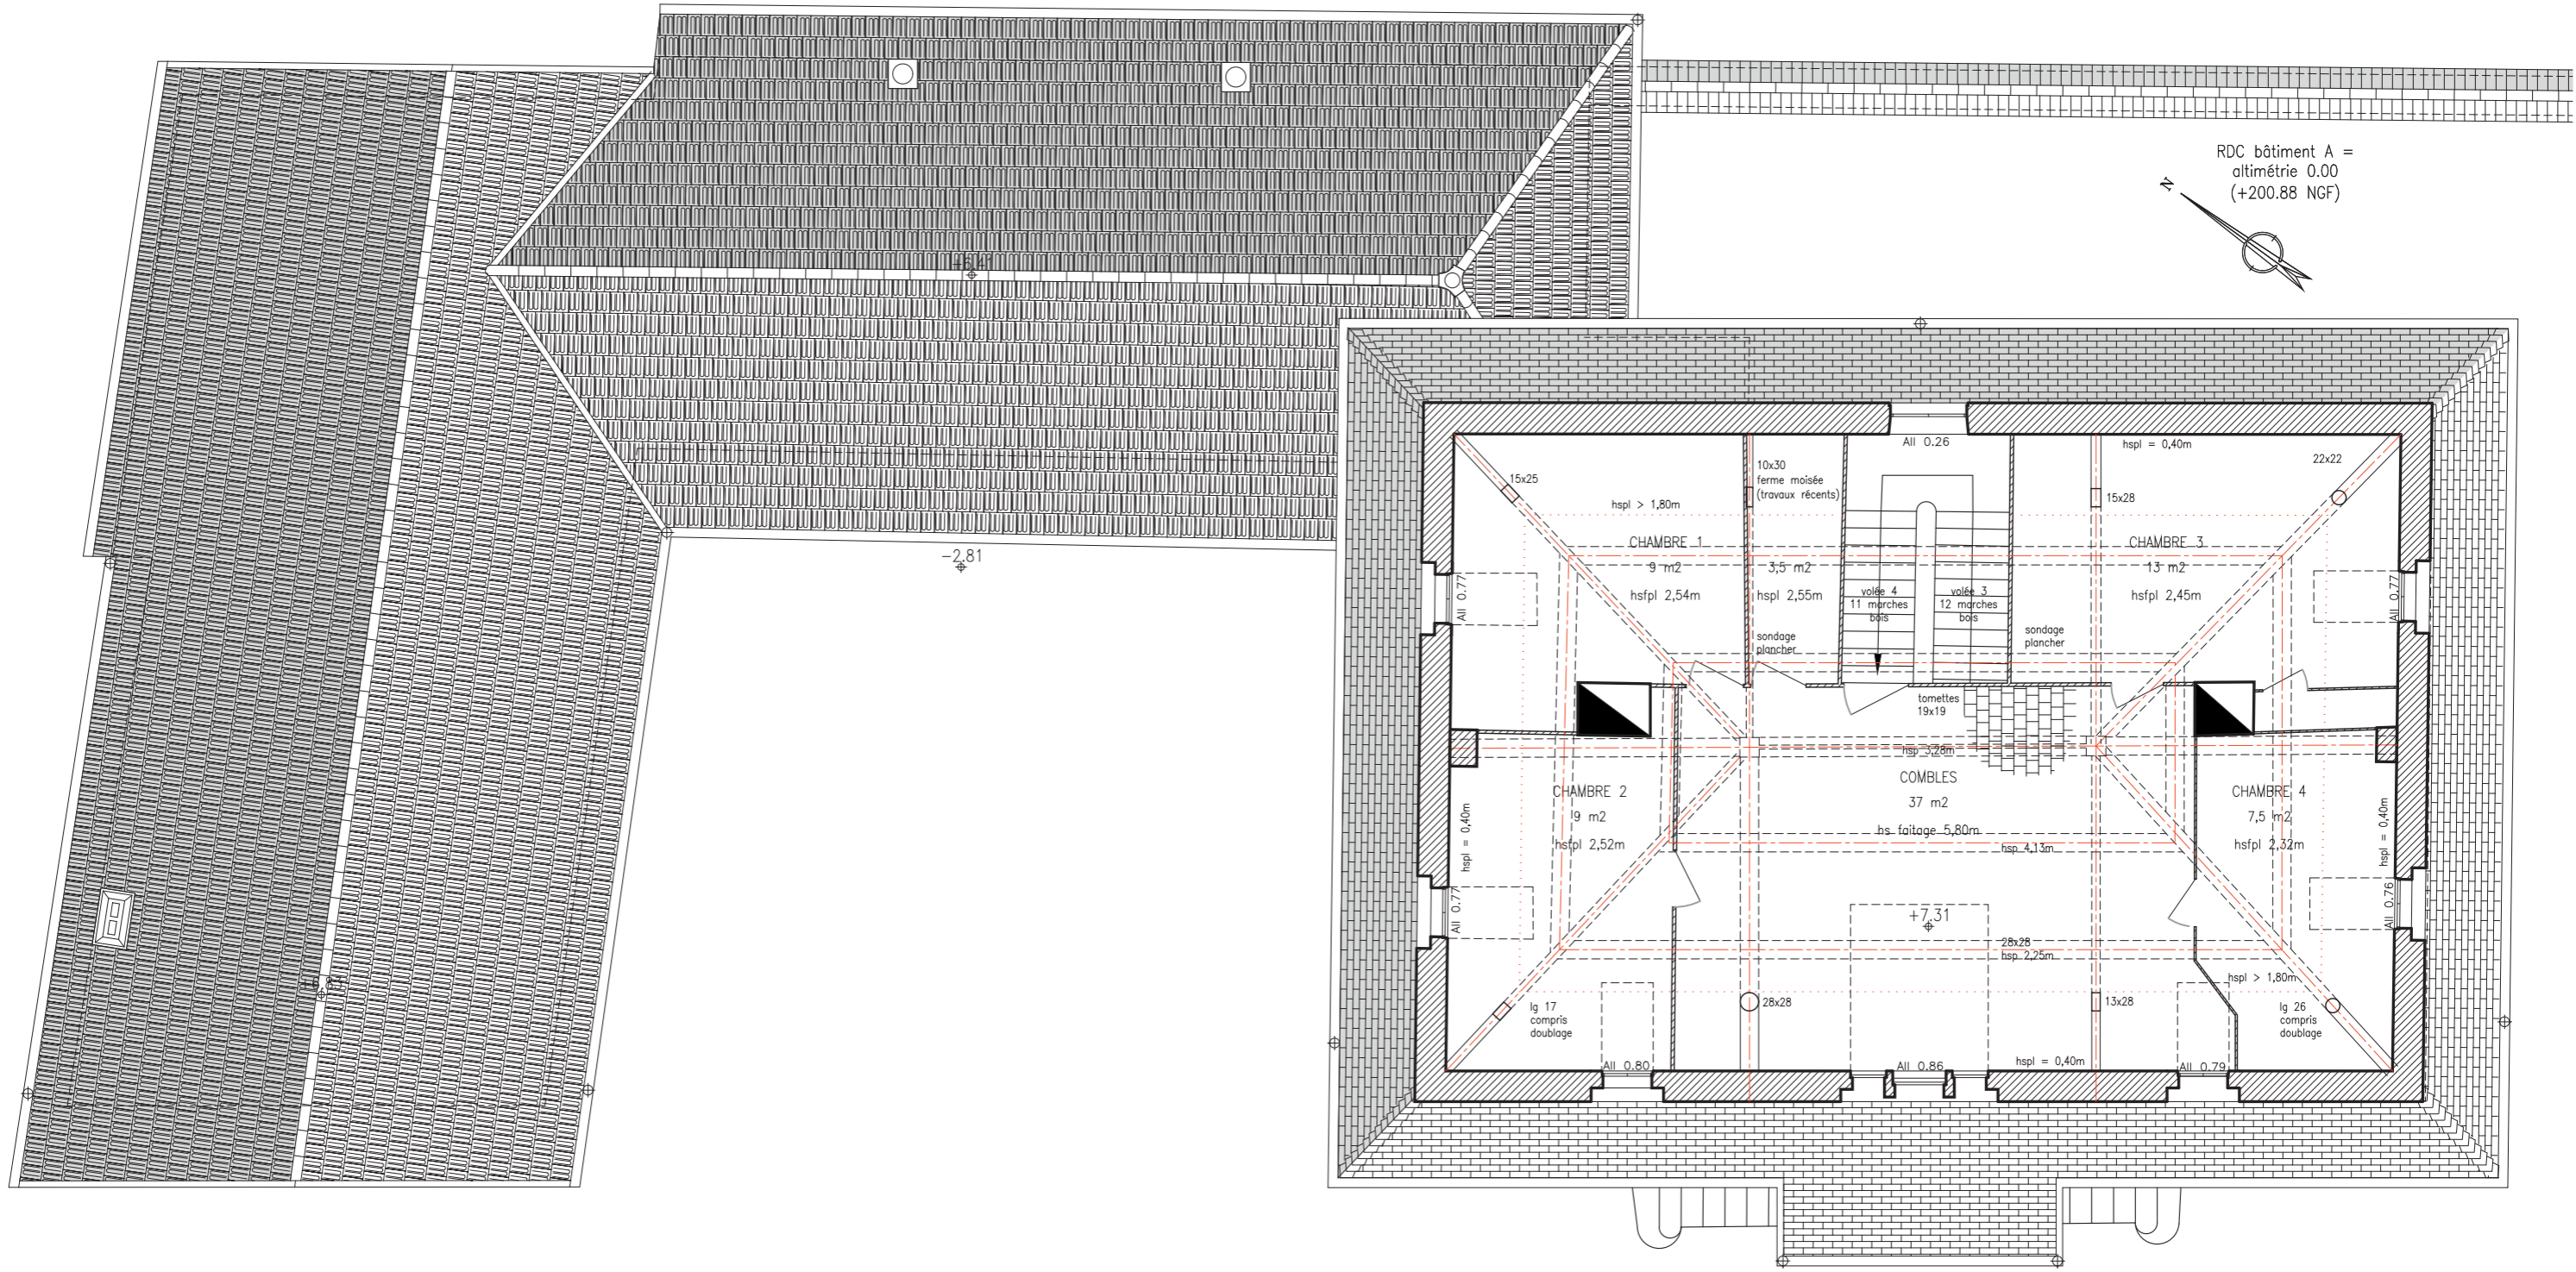 RDC bâtiment A =
altimétrie 0.00
(+200.88 NGF)
N
+6.41
-2.81
All 0.26
hspl = 0,40m
22x22
15x25
10x30
ferme moisée
(travaux récents)
15x28
hspl > 1,80m
CHAMBRE 1
9 m2
hsfpl 2,54m
3,5 m2
hspl 2,55m
CHAMBRE 3
13 m2
hsfpl 2,45m
All 0.77
volée 4
11 marches
bois
volée 3
12 marches
bois
All 0.77
sondage
plancher
sondage
plancher
tomettes
19x19
hsp 3,28m
COMBLES
37 m2
hs faitage 5,80m
hsp 4,13m
CHAMBRE 2
9 m2
hsfpl 2,52m
hspl = 0,40m
CHAMBRE 4
7,5 m2
hsfpl 2,32m
hspl = 0,40m
All 0.77
All 0.76
+7.31
28x28
hsp 2,25m
hspl > 1,80m
lg 17
compris
doublage
28x28
13x28
lg 26
compris
doublage
All 0.80
All 0.86
hspl = 0,40m
All 0.79